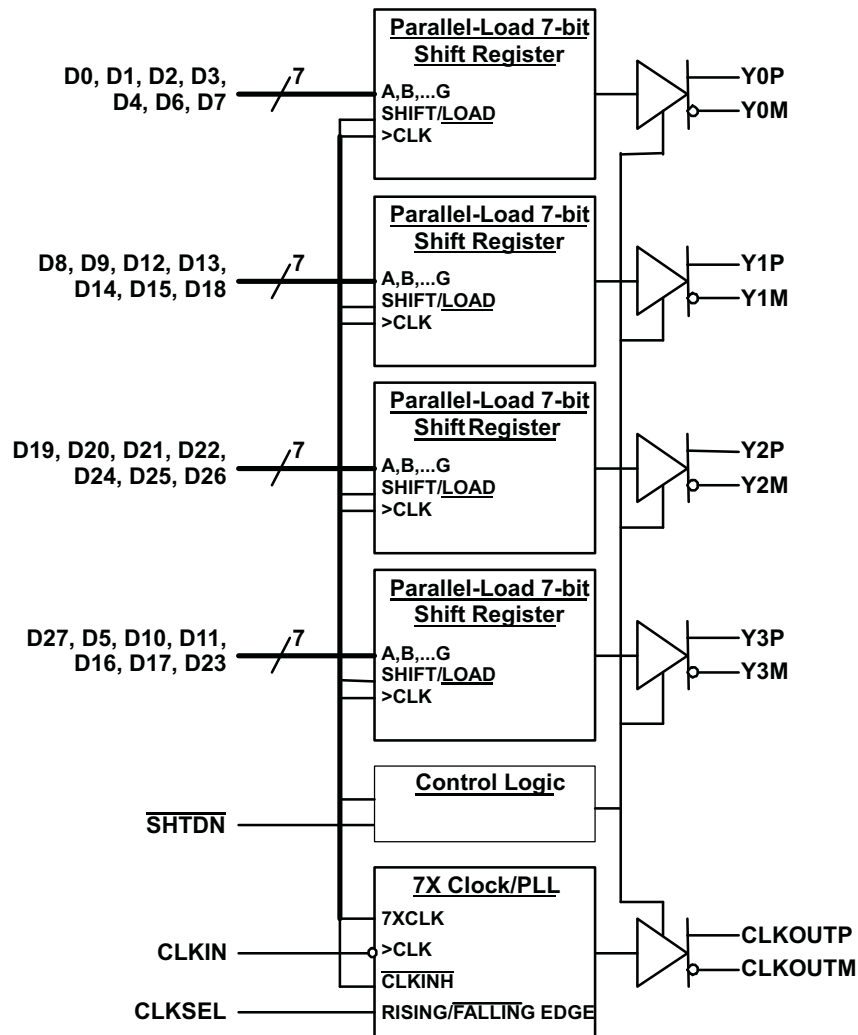 Parallel-Load 7-bit
Shift Register
D0, D1, D2, D3,
D4, D6, D7
7
A,B,...G
SHIFT/LOAD
>CLK
Y0P
Y0M
Parallel-Load 7-bit
Shift Register
D8, D9, D12, D13,
D14, D15, D18
7
A,B,...G
SHIFT/LOAD
>CLK
Y1P
Y1M
Parallel-Load 7-bit
Shift Register
D19, D20, D21, D22,
D24, D25, D26
7
A,B,...G
SHIFT/LOAD
>CLK
Y2P
Y2M
Parallel-Load 7-bit
Shift Register
D27, D5, D10, D11,
D16, D17, D23
7
A,B,...G
SHIFT/LOAD
>CLK
Y3P
Y3M
Control Logic
SHTDN
7X Clock/PLL
7XCLK
CLKIN
>CLK
CLKINH
CLKSEL
RISING/FALLING EDGE
CLKOUTP
CLKOUTM